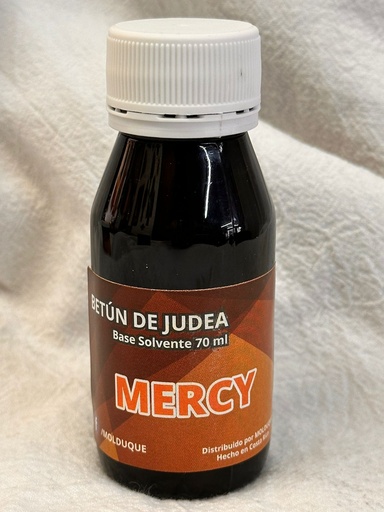 BETÚN DE JUDEA
Base Solvente 70 ml
MERCY
/MOLDUQUE
Distribuido por
Hecho en Costa